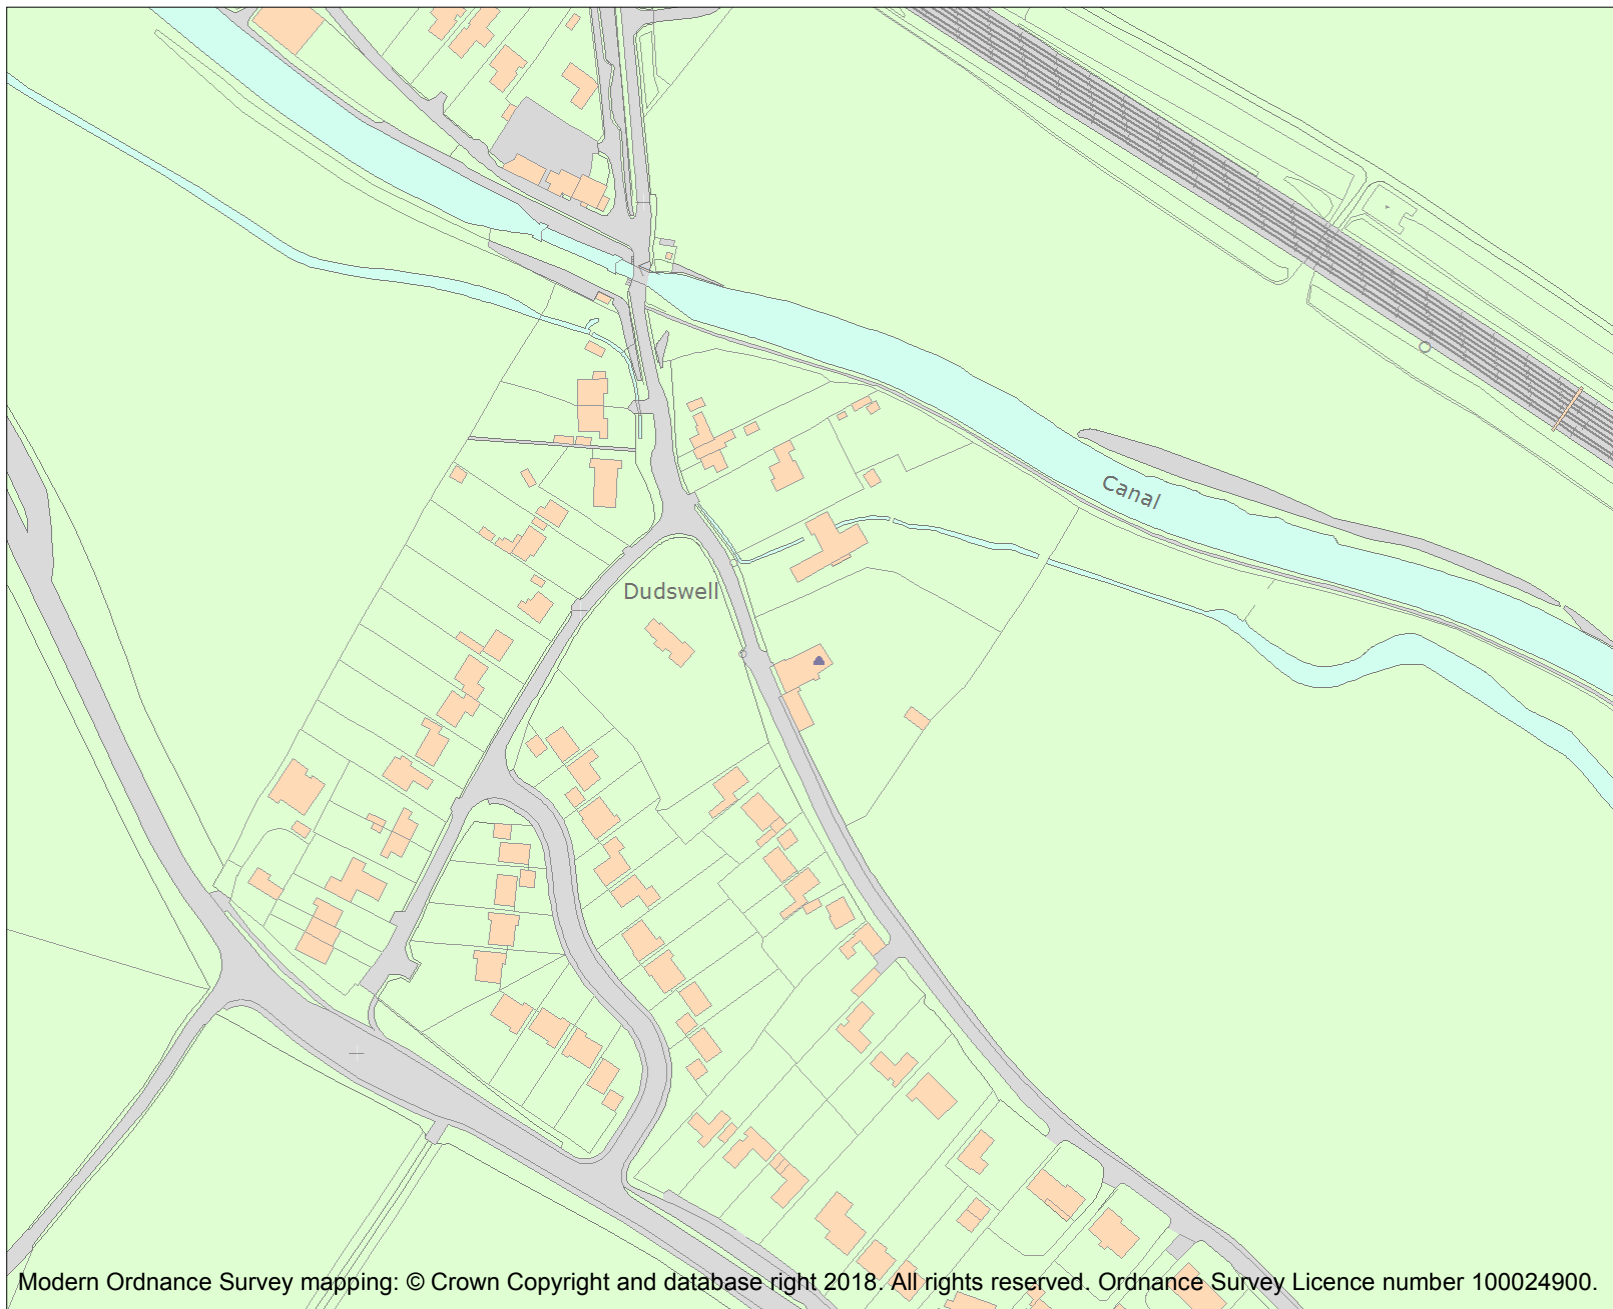 Canal
Dudswell
Modern Ordnance Survey mapping: © Crown Copyright and database right 2018. All rights reserved. Ordnance Survey Licence number 100024900.